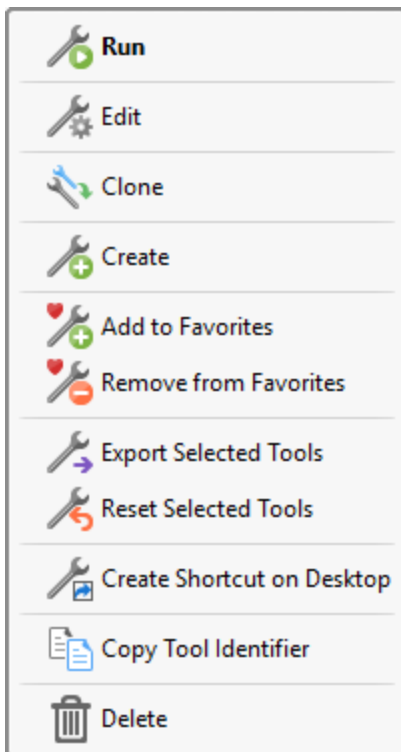 Run
Edit
Clone
Create
Add to Favorites
Remove from Favorites
Export Selected Tools
Reset Selected Tools
Create Shortcut on Desktop
Copy Tool Identifier
Delete